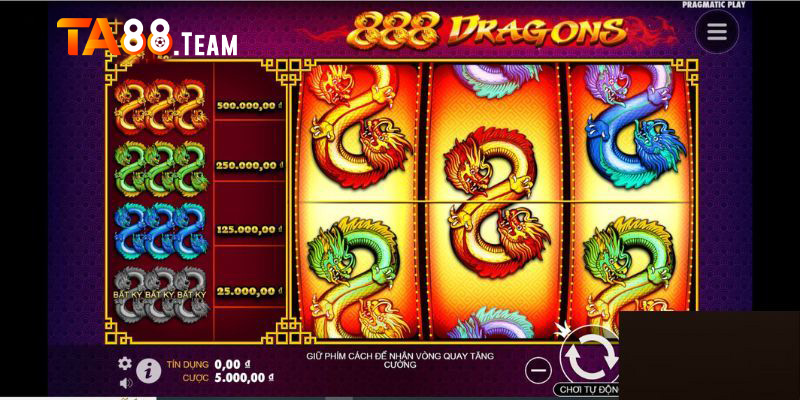 PRAGMATIC PLAY
TA88.TEAM
888 DRAGONS
500.000,00 ₫
250.000,00 ₫
125.000,00 ₫
BẤT KỲ BẤT KỲ BẤT KỲ
25.000,00 ₫
TÍN DỤNG 0,00 ₫
CƯỢC 5.000,00 ₫
GIỮ PHÍM CÁCH ĐỂ NHẬN VÒNG QUAY TĂNG
CƯỜNG
CHƠI TỰ ĐỘNG